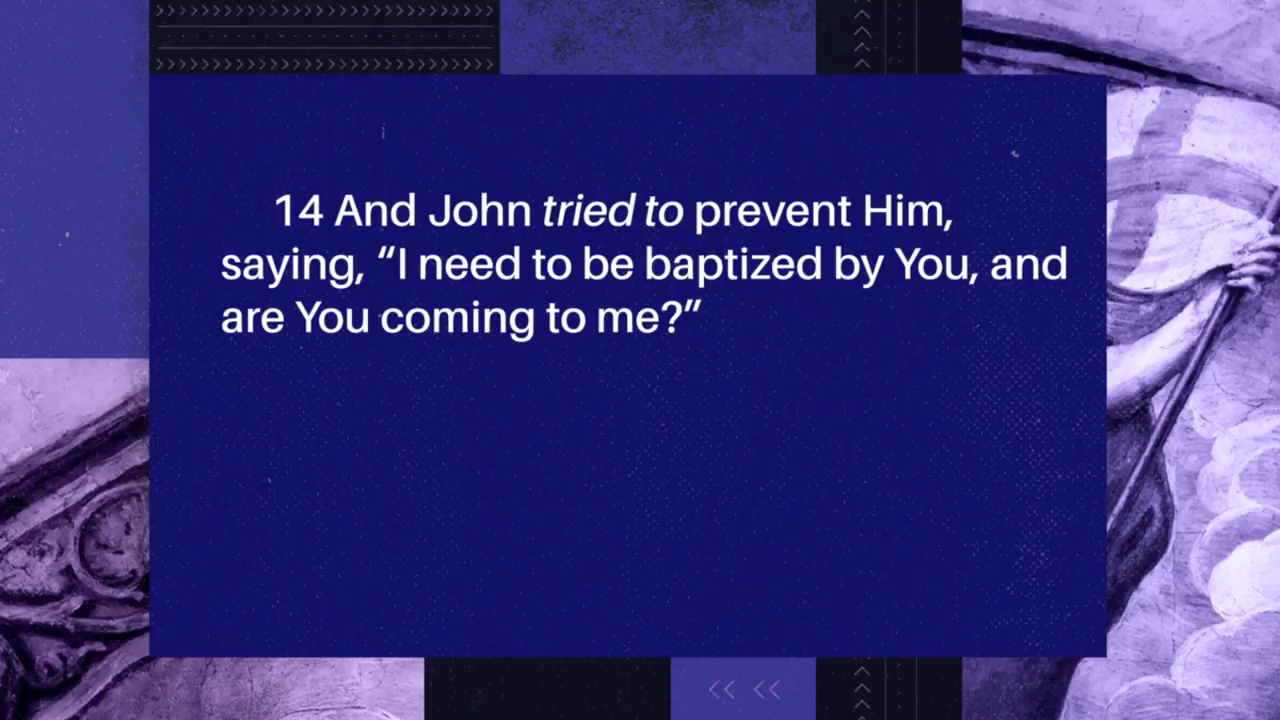 14 And John tried to prevent Him,
saying, “I need to be baptized by You, and
are You coming to me?”